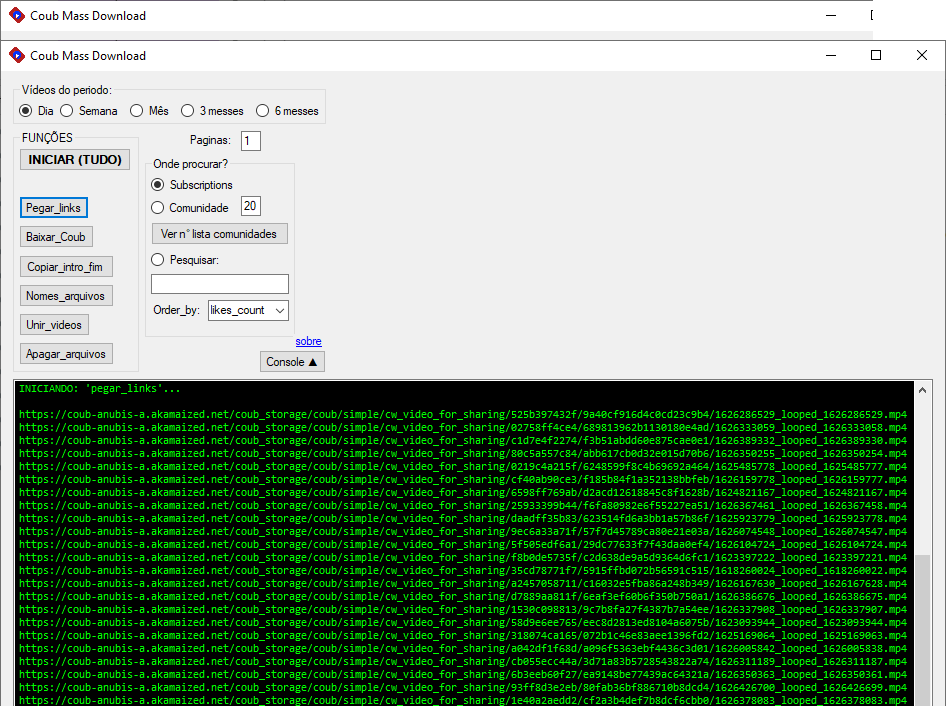 Coub Mass Download
Coub Mass Download
Vídeos do periodo:
Dia Semana Mês 3 messes 6 messes
FUNÇÕES
Paginas: 1
INICIAR (TUDO)
Onde procurar?
Subscriptions
Pegar_links
Comunidade 20
Baixar_Coub
Ver n° lista comunidades
Copiar_intro_fim
Pesquisar:
Nomes_arquivos
Order_by: likes_count
Unir_videos
sobre
Apagar_arquivos
Console ▲
INICIANDO: 'pegar_links'...
https://coub-anubis-a.akamaized.net/coub_storage/coub/simple/cw_video_for_sharing/525b397432f/9a40cf916d4c0cd23c9b4/1626286529_looped_1626286529.mp4
https://coub-anubis-a.akamaized.net/coub_storage/coub/simple/cw_video_for_sharing/02758ff4ce4/689813962b1130180e4ad/1626333059_looped_1626333058.mp4
https://coub-anubis-a.akamaized.net/coub_storage/coub/simple/cw_video_for_sharing/c1d7e4f2274/f3b51abdd60e875cae0e1/1626389332_looped_1626389330.mp4
https://coub-anubis-a.akamaized.net/coub_storage/coub/simple/cw_video_for_sharing/80c5a557c84/abb617cb0d32e015d70b6/1626350255_looped_1626350254.mp4
https://coub-anubis-a.akamaized.net/coub_storage/coub/simple/cw_video_for_sharing/0219c4a215f/6248599f8c4b69692a464/1625485778_looped_1625485777.mp4
https://coub-anubis-a.akamaized.net/coub_storage/coub/simple/cw_video_for_sharing/cf40ab90ce3/f185b84f1a352138bbfeb/1626159778_looped_1626159777.mp4
https://coub-anubis-a.akamaized.net/coub_storage/coub/simple/cw_video_for_sharing/6598ff769ab/d2acd12618845c8f1628b/1624821167_looped_1624821167.mp4
https://coub-anubis-a.akamaized.net/coub_storage/coub/simple/cw_video_for_sharing/25933399b44/f6fa80982e6f55227ea51/1626367461_looped_1626367458.mp4
https://coub-anubis-a.akamaized.net/coub_storage/coub/simple/cw_video_for_sharing/daadff35b83/623514fd6a3bb1a57b86f/1625923779_looped_1625923778.mp4
https://coub-anubis-a.akamaized.net/coub_storage/coub/simple/cw_video_for_sharing/9ec6a33a71f/57f7d45789ca80e21e03a/1626074548_looped_1626074547.mp4
https://coub-anubis-a.akamaized.net/coub_storage/coub/simple/cw_video_for_sharing/5f505edf6a1/29dc77633f7f43daa0ef4/1626104724_looped_1626104724.mp4
https://coub-anubis-a.akamaized.net/coub_storage/coub/simple/cw_video_for_sharing/f8b0de5735f/c2d638de9a5d9364d6fc1/1623397222_looped_1623397221.mp4
https://coub-anubis-a.akamaized.net/coub_storage/coub/simple/cw_video_for_sharing/35cd78771f7/5915ffbd072b56591c515/1618260024_looped_1618260022.mp4
https://coub-anubis-a.akamaized.net/coub_storage/coub/simple/cw_video_for_sharing/a2457058711/c16032e5fba86a248b349/1626167630_looped_1626167628.mp4
https://coub-anubis-a.akamaized.net/coub_storage/coub/simple/cw_video_for_sharing/d7889aa811f/6eaf3ef60b6f350b750a1/1626386676_looped_1626386675.mp4
https://coub-anubis-a.akamaized.net/coub_storage/coub/simple/cw_video_for_sharing/1530c098813/9c7b8fa27f4387b7a54ee/1626337908_looped_1626337907.mp4
https://coub-anubis-a.akamaized.net/coub_storage/coub/simple/cw_video_for_sharing/58d9e6ee765/eec8d2813ed8104a6075b/1623093944_looped_1623093944.mp4
https://coub-anubis-a.akamaized.net/coub_storage/coub/simple/cw_video_for_sharing/318074ca165/072b1c46e83aee1396fd2/1625169064_looped_1625169063.mp4
https://coub-anubis-a.akamaized.net/coub_storage/coub/simple/cw_video_for_sharing/a042df1f68d/a096f5363ebf4436c3d01/1626005842_looped_1626005838.mp4
https://coub-anubis-a.akamaized.net/coub_storage/coub/simple/cw_video_for_sharing/cb055ecc44a/3d71a83b5728543822a74/1626311189_looped_1626311187.mp4
https://coub-anubis-a.akamaized.net/coub_storage/coub/simple/cw_video_for_sharing/6b3eeb60f27/ea9148be77439ac64321a/1626350363_looped_1626350361.mp4
https://coub-anubis-a.akamaized.net/coub_storage/coub/simple/cw_video_for_sharing/93ff8d3e2eb/80fab36bf886710b8dcd4/1626426700_looped_1626426699.mp4
https://coub-anubis-a.akamaized.net/coub_storage/coub/simple/cw_video_for_sharing/1e40a2aedd2/cf2a3b4def7b8dcf6cbb0/1626378083_looped_1626378083.mp4